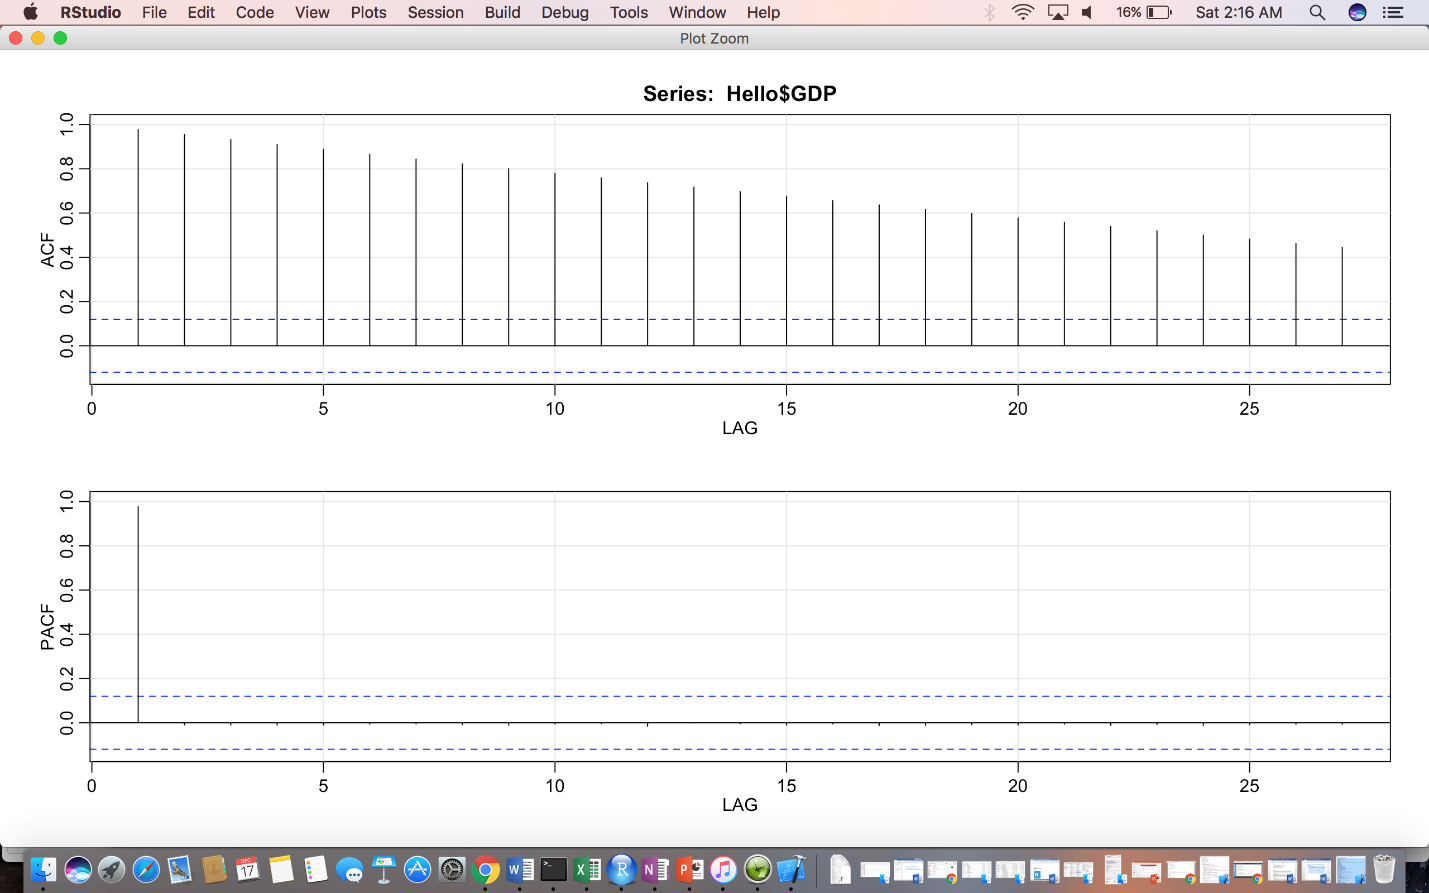 RStudio File Edit Code View Plots Session Build Debug Tools Window Help 16% Sat 2:16 AM
Plot Zoom
Series: Hello$GDP
ACF
1.0
0.8
0.6
0.4
0.2
0.0
0 5 10 15 20 25
LAG
PACF
1.0
0.8
0.6
0.4
0.2
0.0
0 5 10 15 20 25
LAG
17